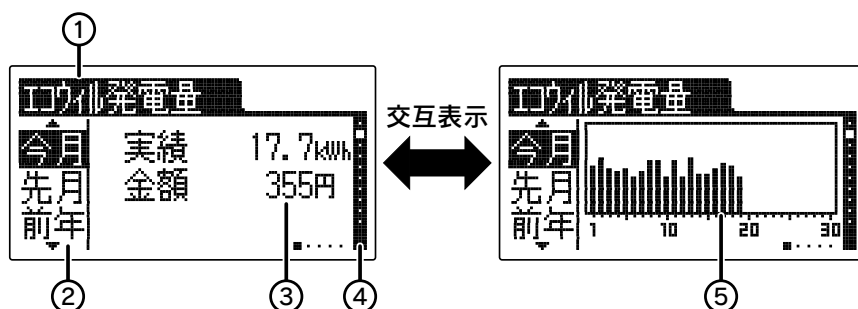 ①
エコウィル発電量
今月
先月
前年
実績 17.7kWh
金額 355円
②
③
④
交互表示
エコウィル発電量
今月
先月
前年
1 10 20 30
⑤